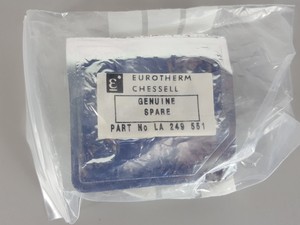 EUROTHERM
CHESSELL
GENUINE
SPARE
PART No LA 249 551